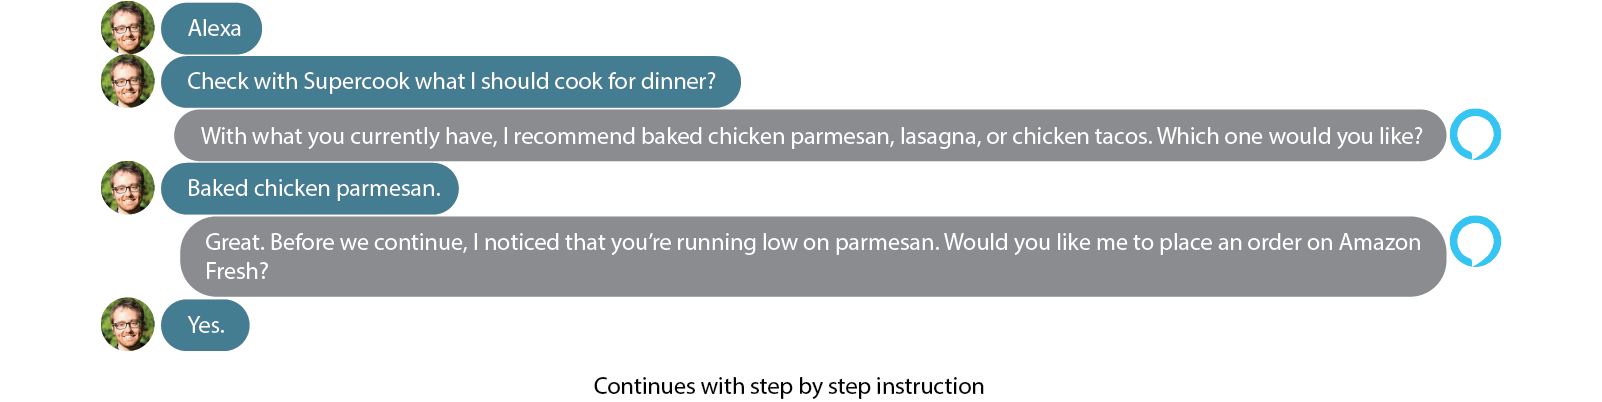 Alexa
Check with Supercook what I should cook for dinner?
With what you currently have, I recommend baked chicken parmesan, lasagna, or chicken tacos. Which one would you like?
Baked chicken parmesan.
Great. Before we continue, I noticed that you’re running low on parmesan. Would you like me to place an order on Amazon
Fresh?
Yes.
Continues with step by step instruction